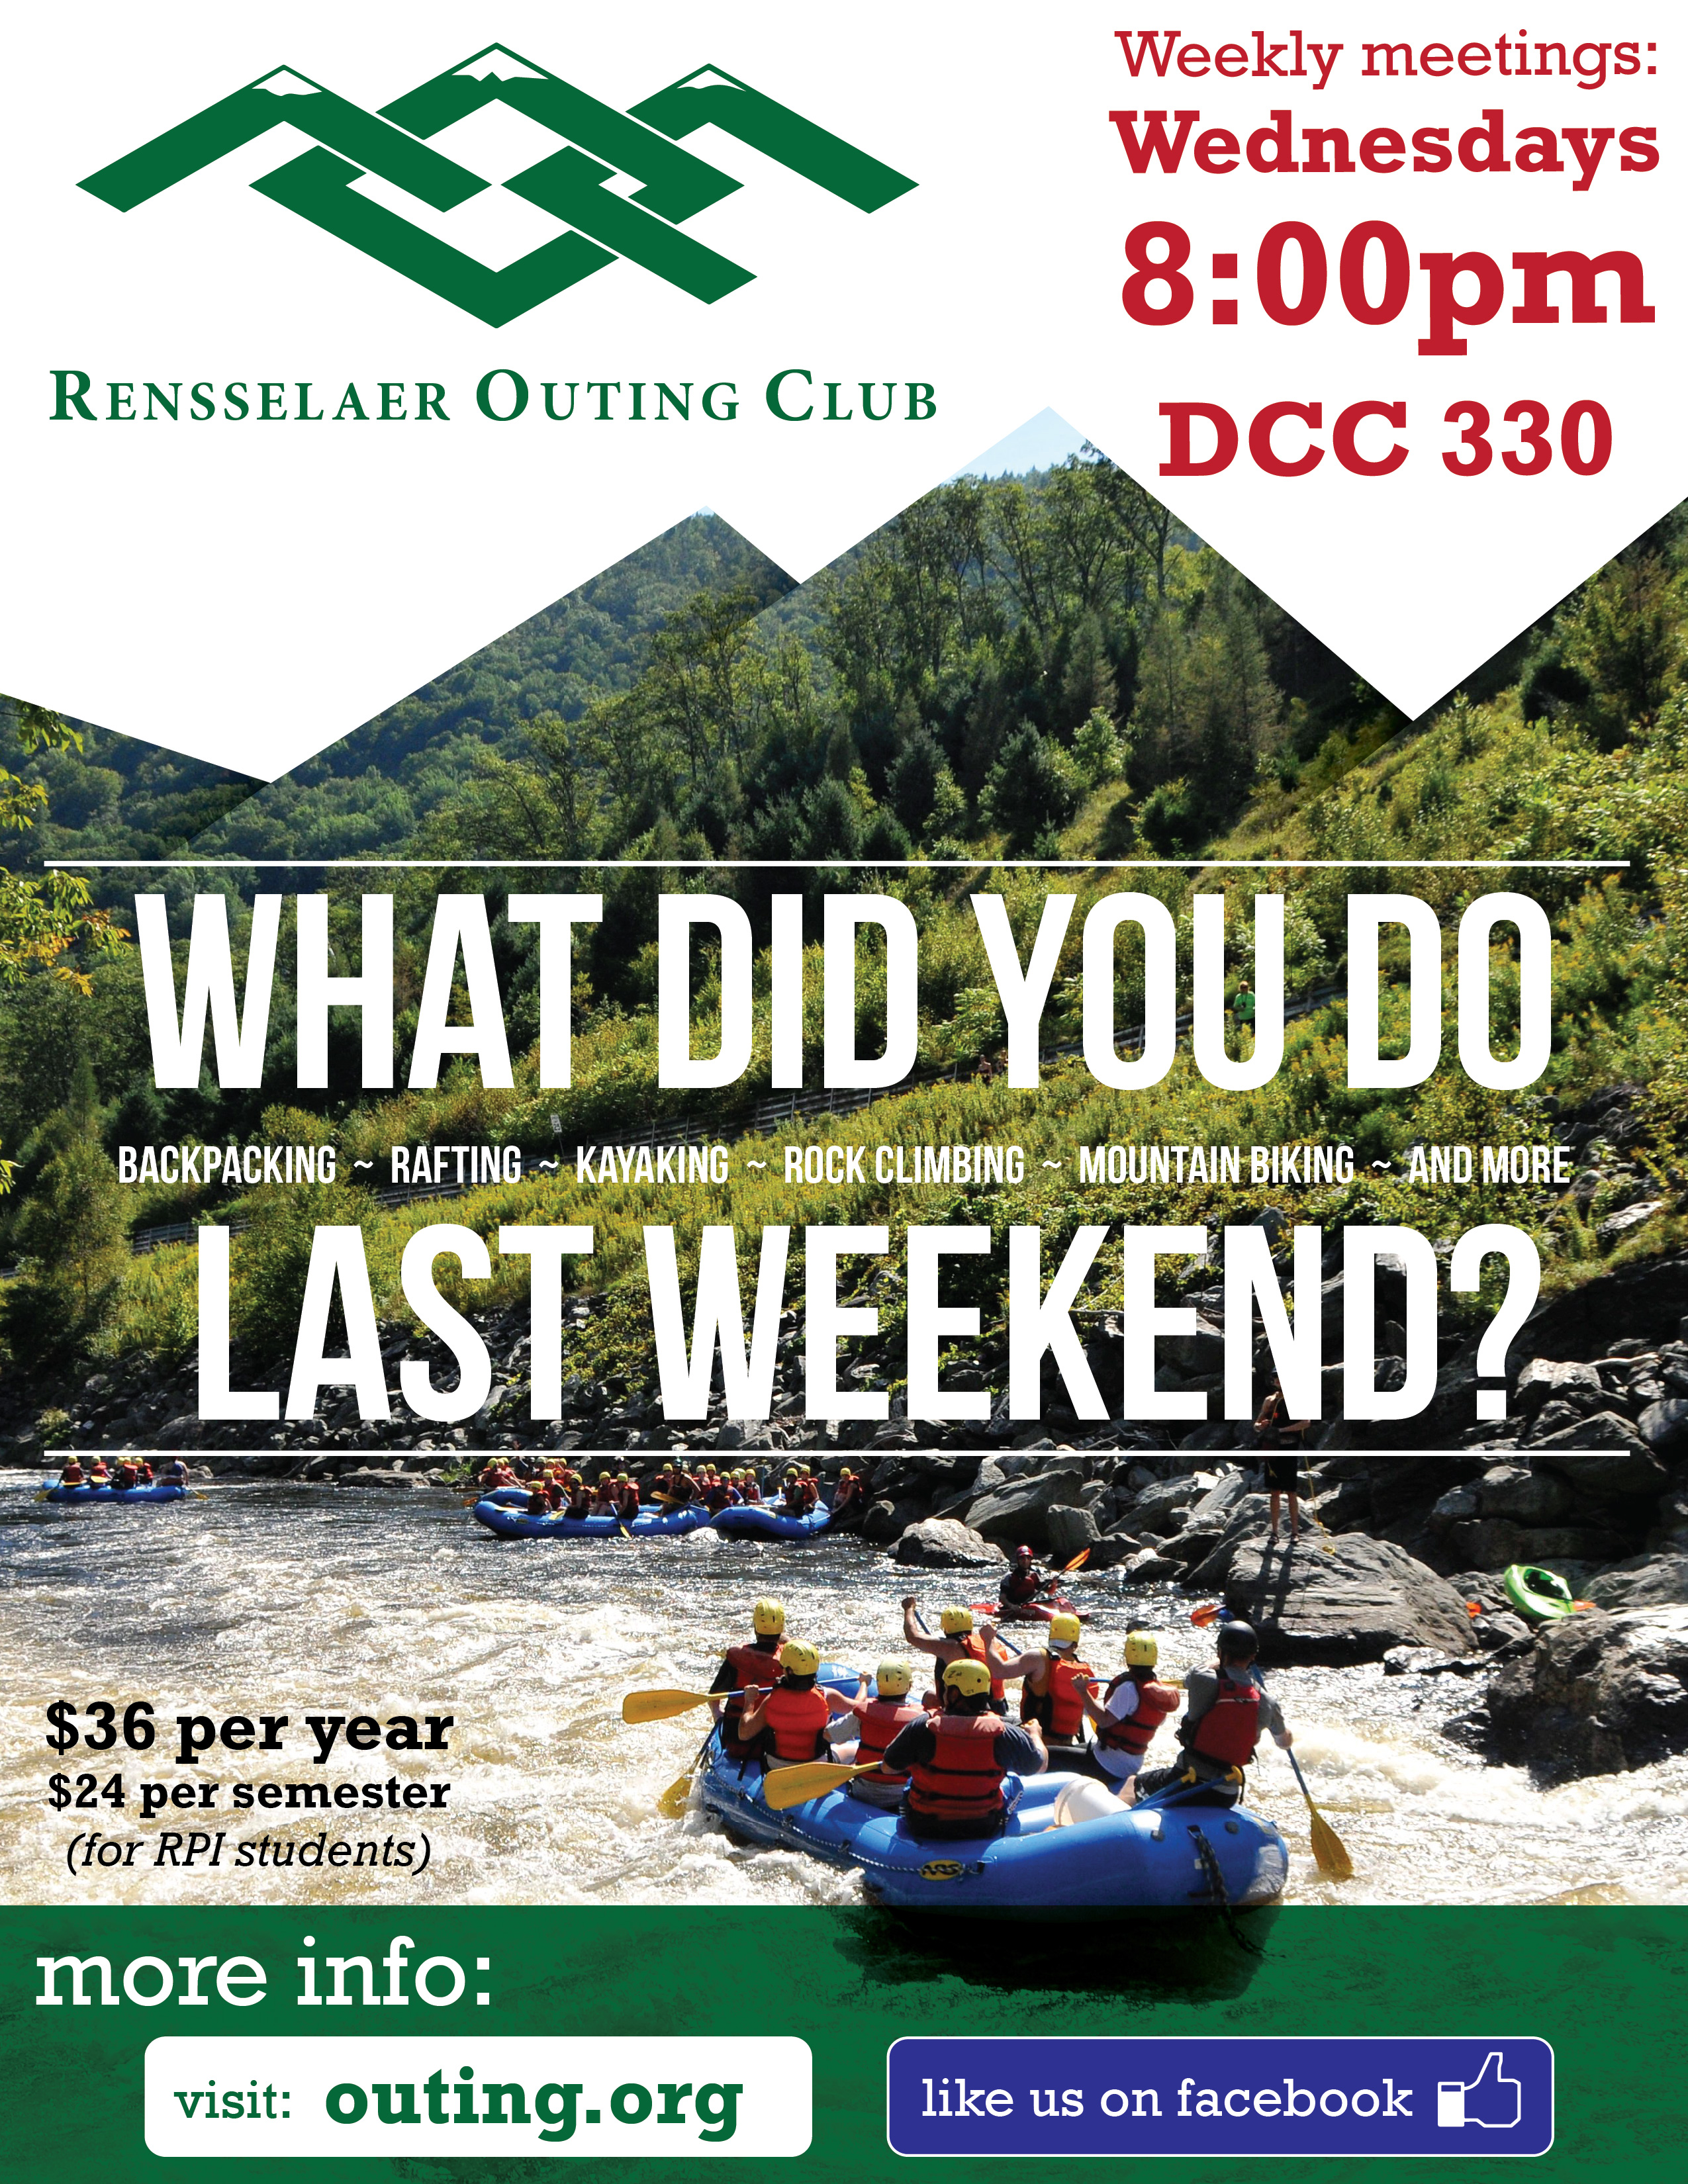 Rensselaer Outing Club
Weekly meetings:
Wednesdays
8:00pm
DCC 330
WHAT DID YOU DO
BACKPACKING ~ RAFTING ~ KAYAKING ~ ROCK CLIMBING ~ MOUNTAIN BIKING ~ AND MORE
LAST WEEKEND?
$36 per year
$24 per semester
(for RPI students)
more info:
visit: outing.org
like us on facebook